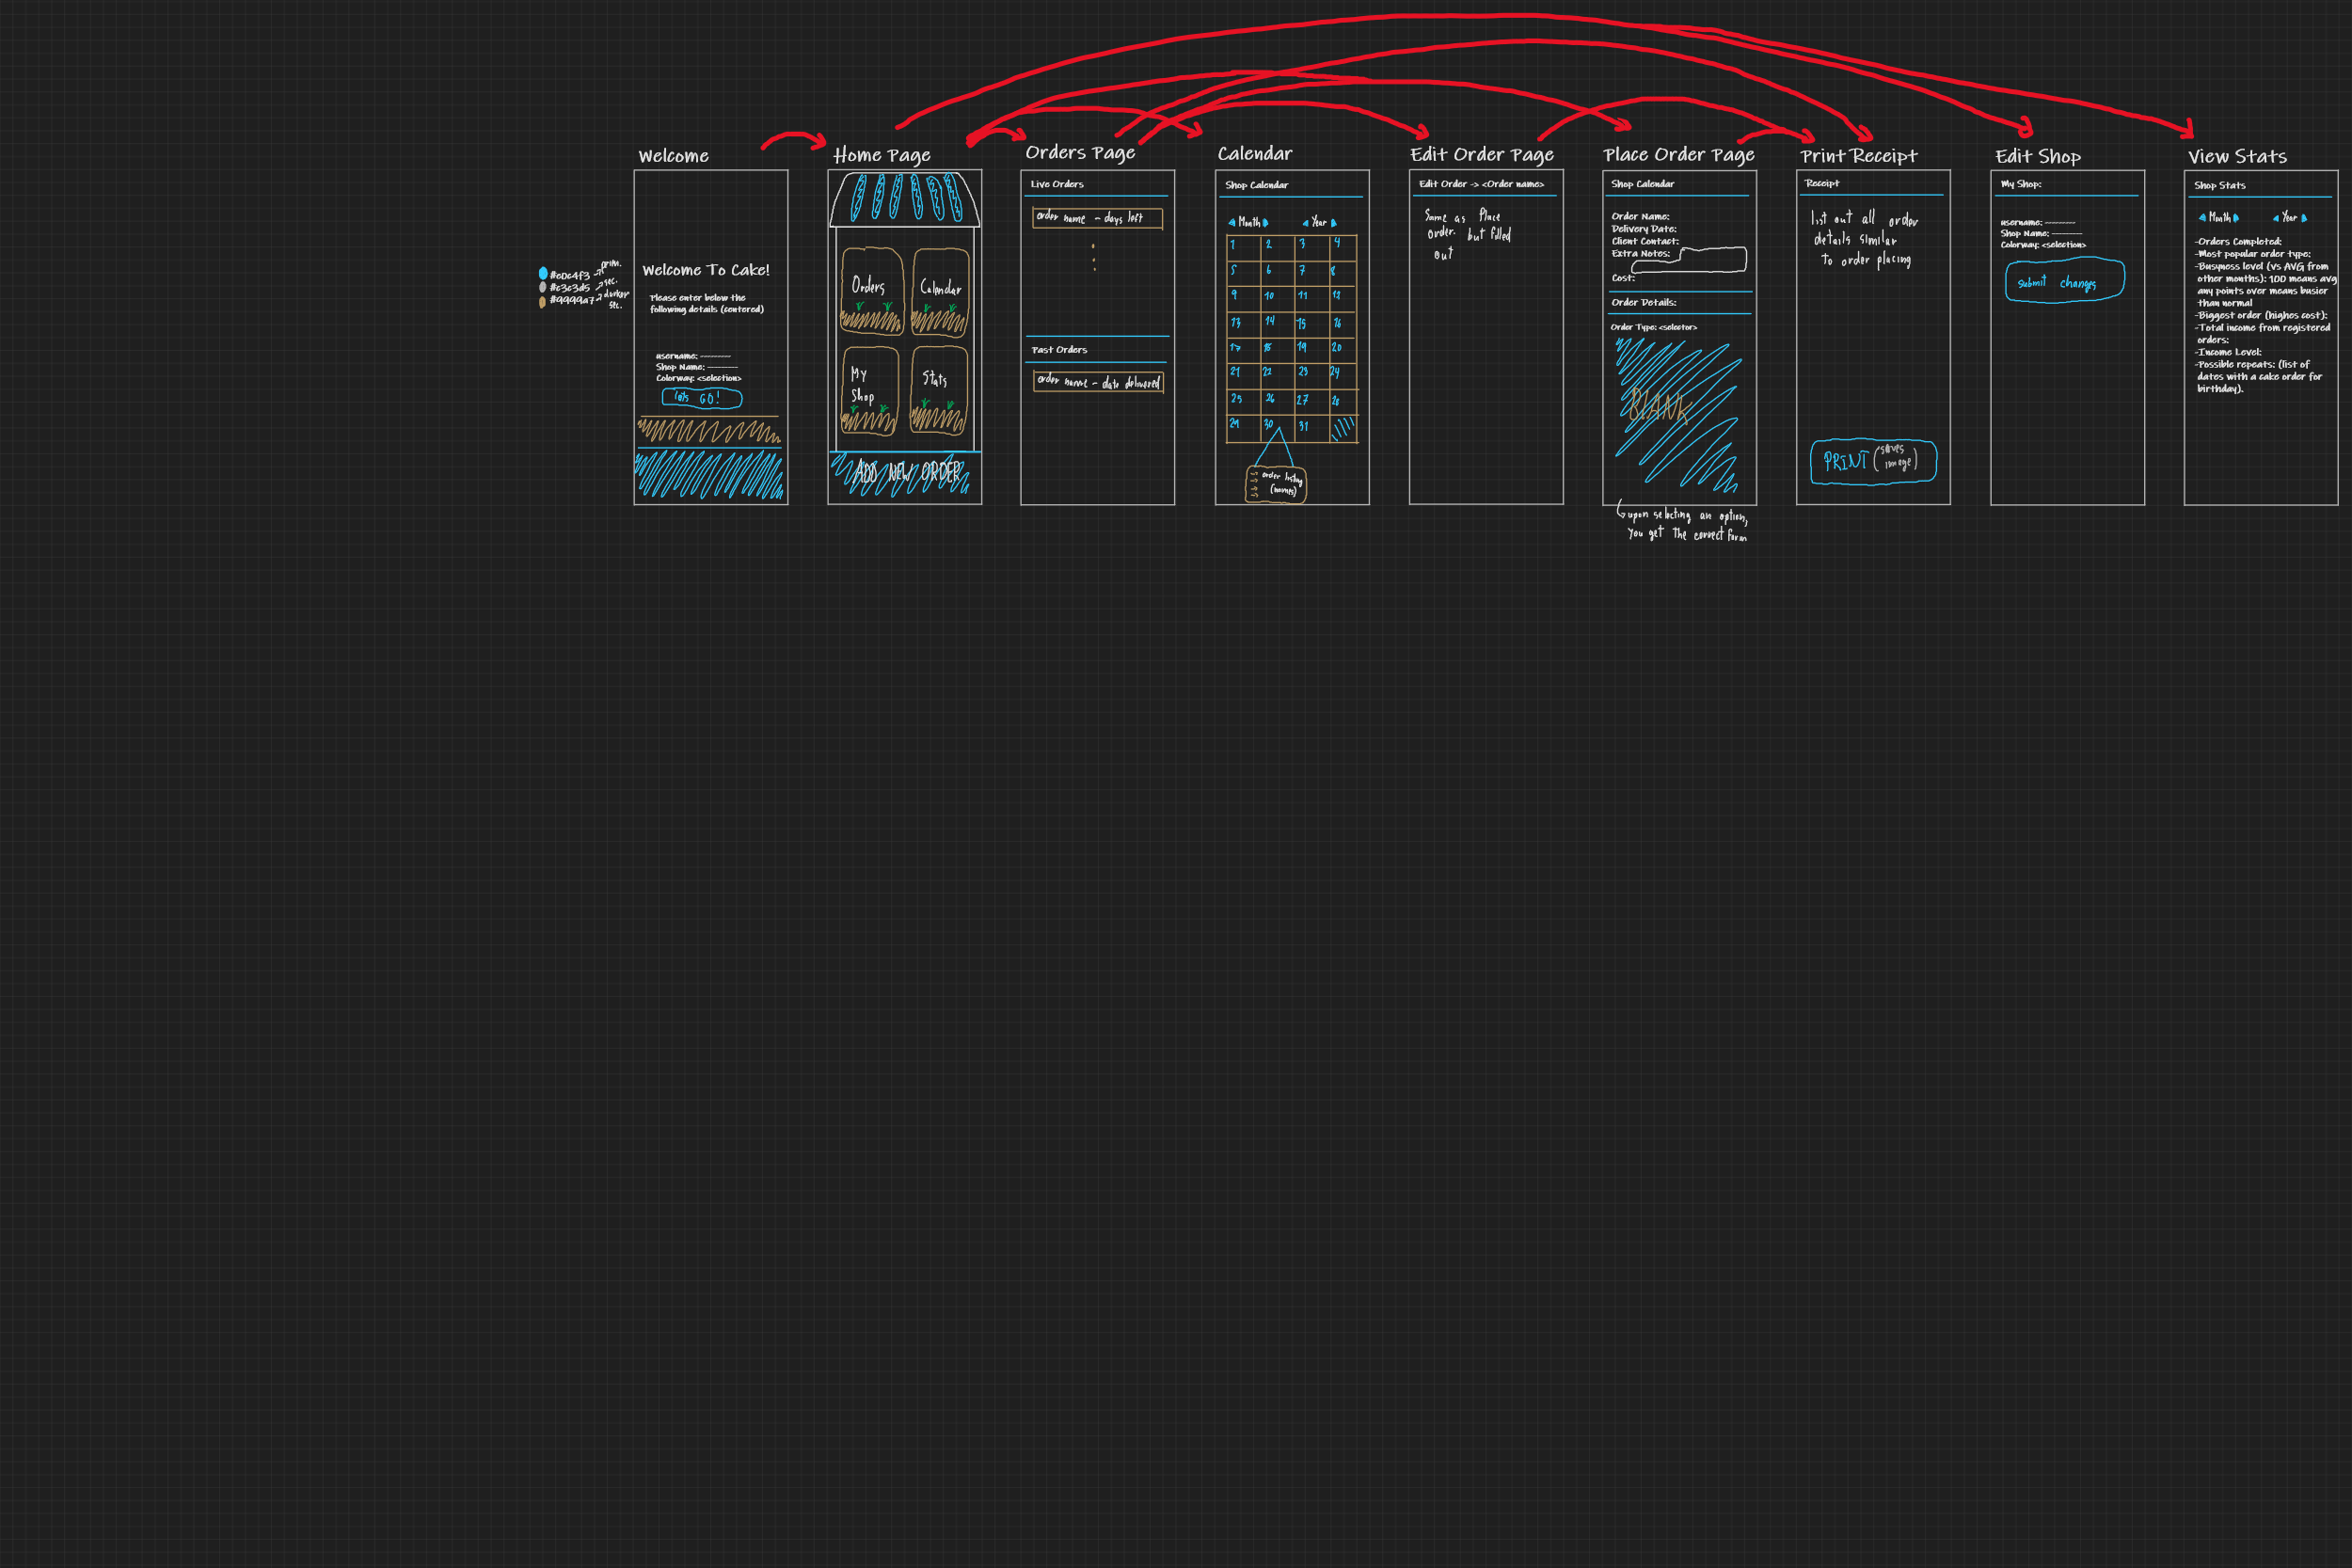 Welcome
Home Page
Orders Page
Calendar
Edit Order Page
Place Order Page
Print Receipt
Edit Shop
View Stats
#e0c4f3 -> prim.
#c3c3d5 -> sec.
#9999a7 -> darker
sec.
Welcome To Cake!
Please enter below the
following details (centered)
username: ---------
Shop Name: ---------
Colorway: <selection>
GO!
Orders
Calendar
My
Shop
Stats
ADD NEW ORDER
Live Orders
order name - days left
Past Orders
order name - date delivered
Shop Calendar
Month
Year
1 2 3 4
5 6 7 8
9 10 11 12
13 14 15 16
17 18 19 20
21 22 23 24
25 26 27 28
29 30 31
order listing
(names)
Edit Order -> <Order name>
Same as Place
order. but filled
out
Shop Calendar
Order Name:
Delivery Date:
Client Contact:
Extra Notes:
Cost:
Order Details:
Order Type: <selector>
BLANK
upon selecting an option,
you get the correct form
Receipt
list out all order
details similar
to order placing
PRINT (saves
image)
My Shop:
username: ---------
Shop Name: ---------
Colorway: <selection>
submit changes
Shop Stats
Month
Year
-Orders Completed:
-Most popular order type:
-Busyness level (vs AVG from
other months): 100 means avg
any points over means busier
than normal
-Biggest order (highes cost):
-Total income from registered
orders:
-Income Level:
-Possible repeats: (list of
dates with a cake order for
birthday).